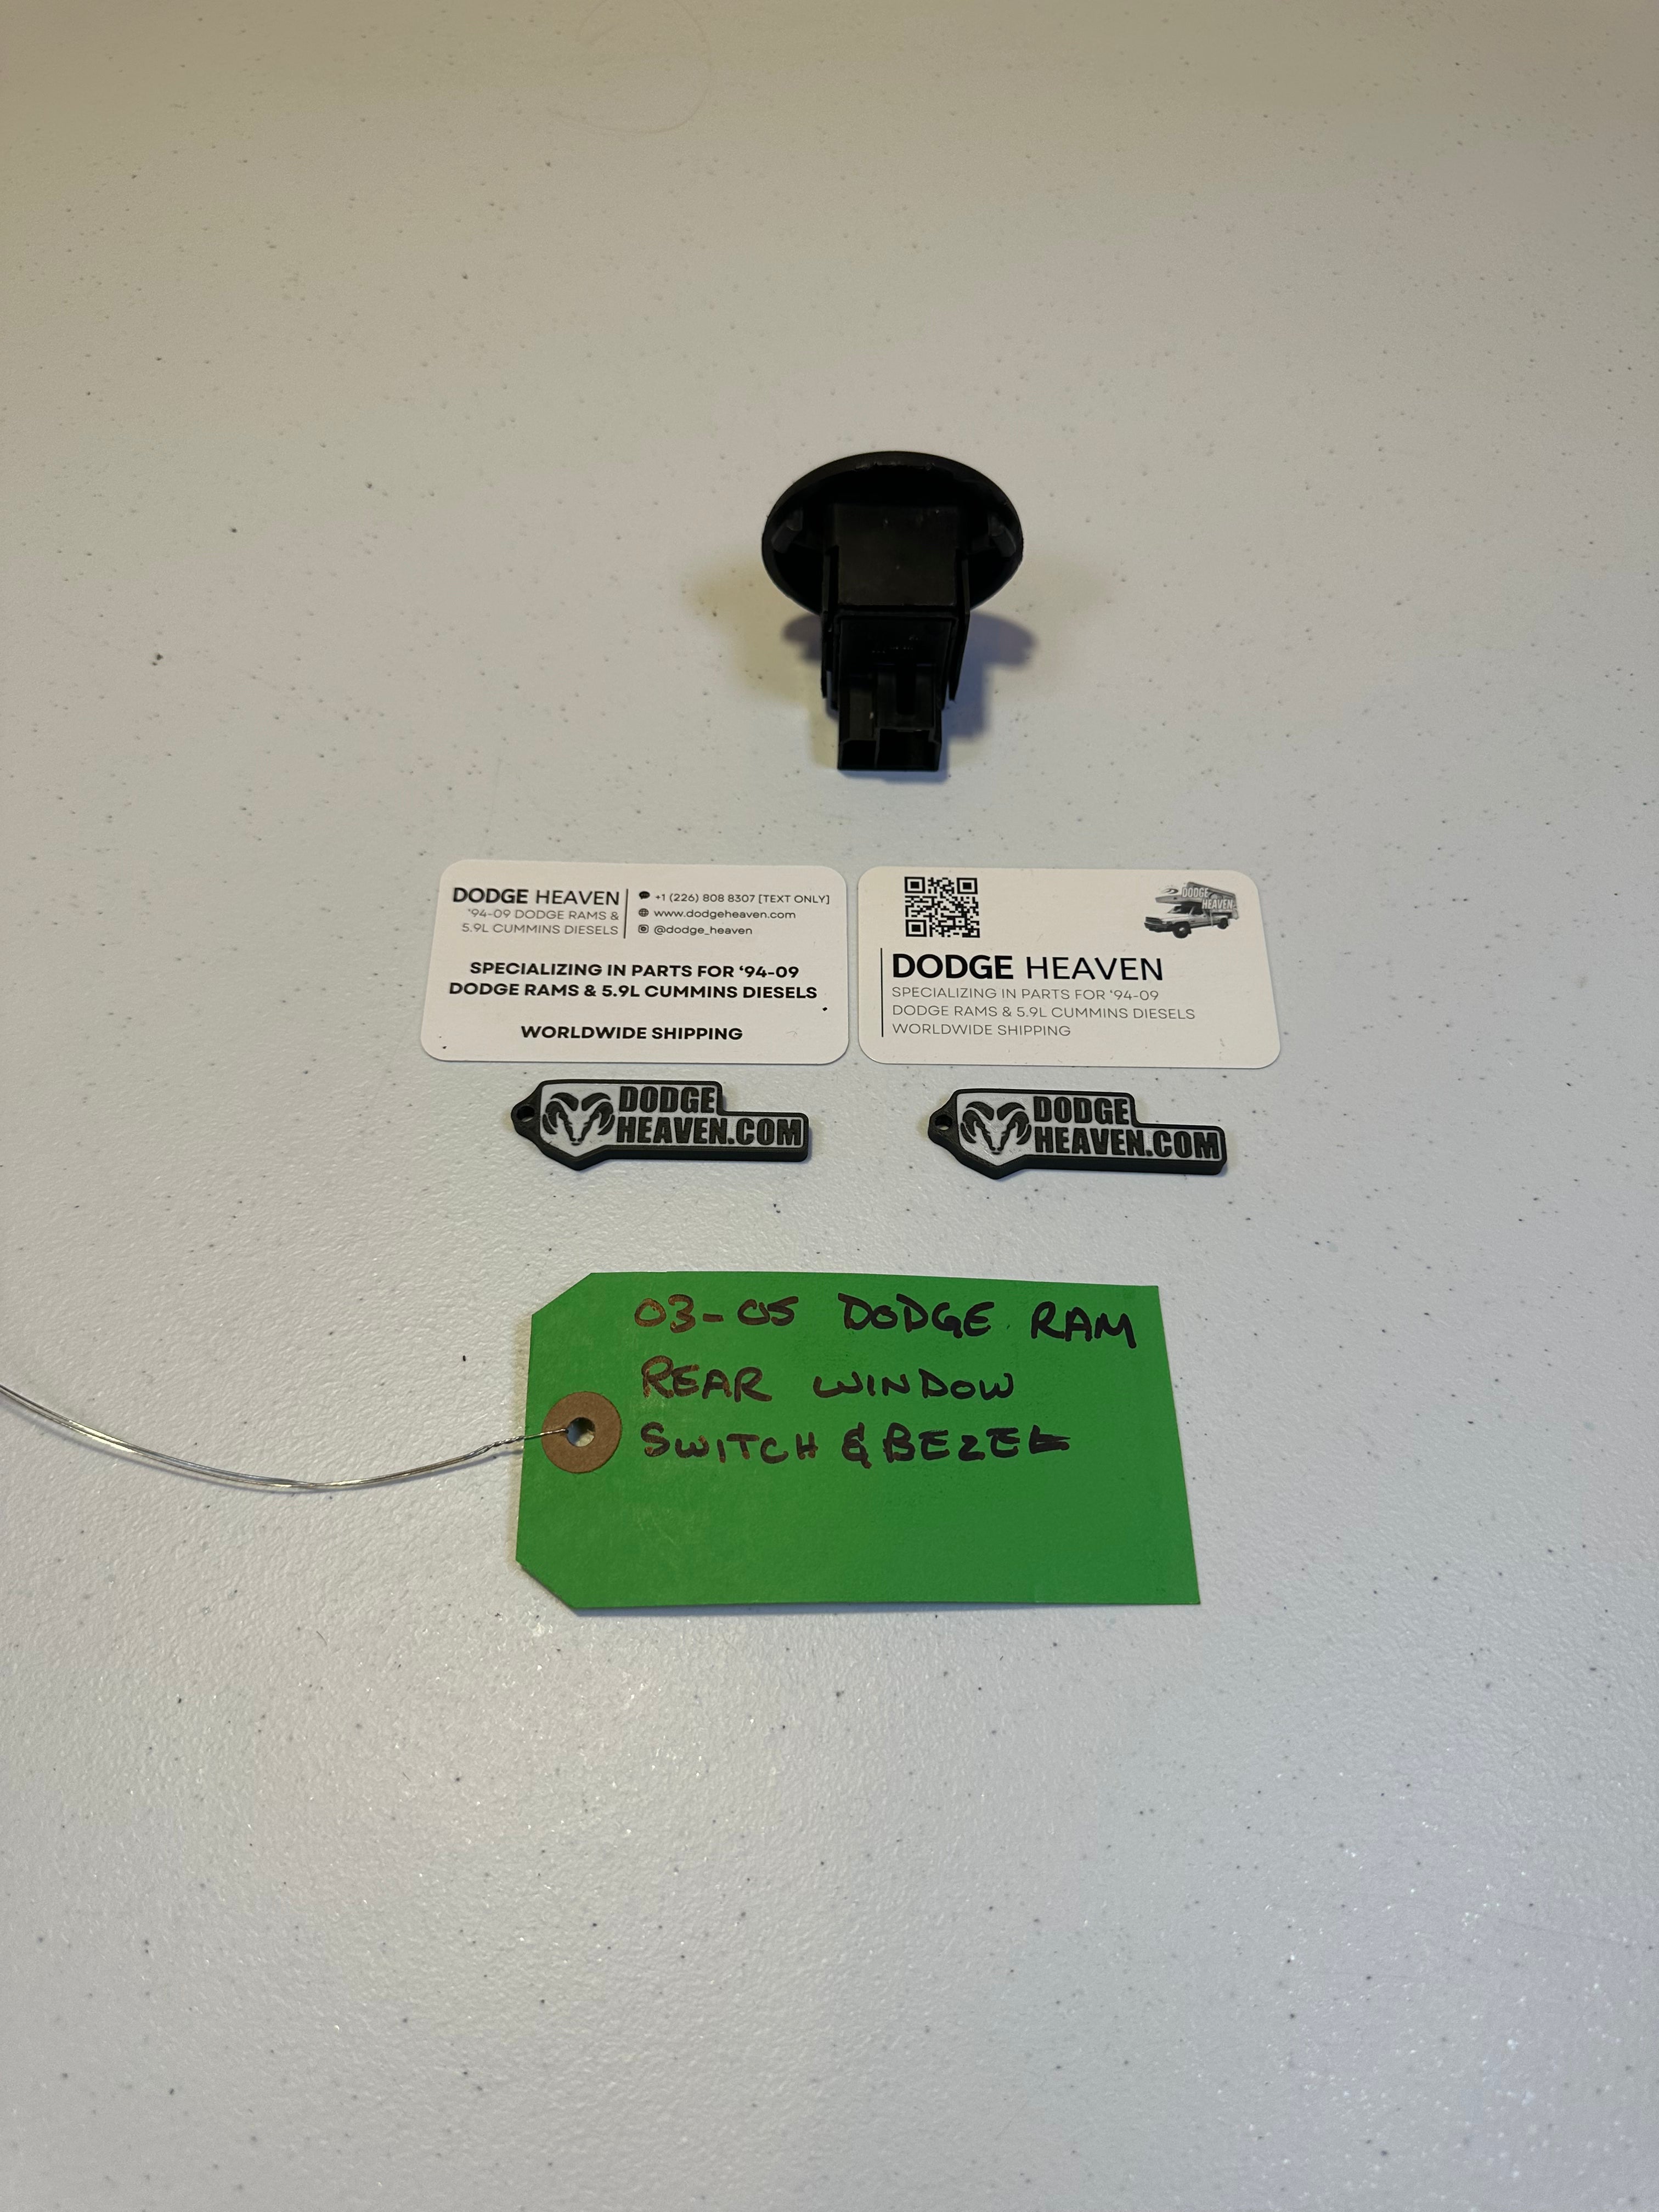 DODGE HEAVEN
'94-09 DODGE RAMS &
5.9L CUMMINS DIESELS
+1 (226) 808 8307 [TEXT ONLY]
www.dodgeheaven.com
@dodge_heaven
SPECIALIZING IN PARTS FOR '94-09
DODGE RAMS & 5.9L CUMMINS DIESELS
WORLDWIDE SHIPPING
DODGE
HEAVEN
DODGE HEAVEN
SPECIALIZING IN PARTS FOR '94-09
DODGE RAMS & 5.9L CUMMINS DIESELS
WORLDWIDE SHIPPING
DODGE
HEAVEN.COM
DODGE
HEAVEN.COM
03-05 DODGE RAM
REAR WINDOW
SWITCH & BEZEL